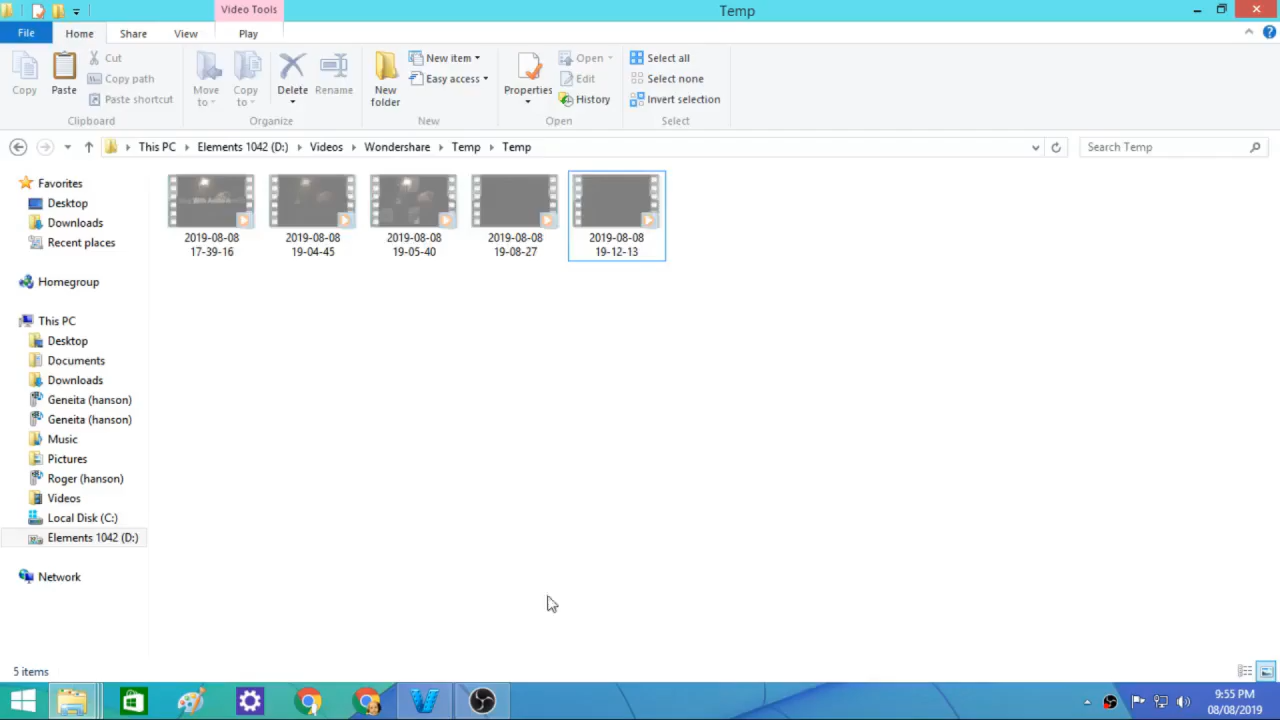 Video Tools
Temp
File
Home
Share
View
Play
Copy
Paste
Cut
Copy path
Paste shortcut
Clipboard
Move to
Copy to
Delete
Rename
Organize
New folder
New item
Easy access
New
Properties
Open
Edit
History
Open
Select all
Select none
Invert selection
Select
This PC
Elements 1042 (D:)
Videos
Wondershare
Temp
Temp
Search Temp
Favorites
Desktop
Downloads
Recent places
Homegroup
This PC
Desktop
Documents
Downloads
Geneita (hanson)
Geneita (hanson)
Music
Pictures
Roger (hanson)
Videos
Local Disk (C:)
Elements 1042 (D:)
Network
2019-08-08
17-39-16
2019-08-08
19-04-45
2019-08-08
19-05-40
2019-08-08
19-08-27
2019-08-08
19-12-13
5 items
9:55 PM
08/08/2019